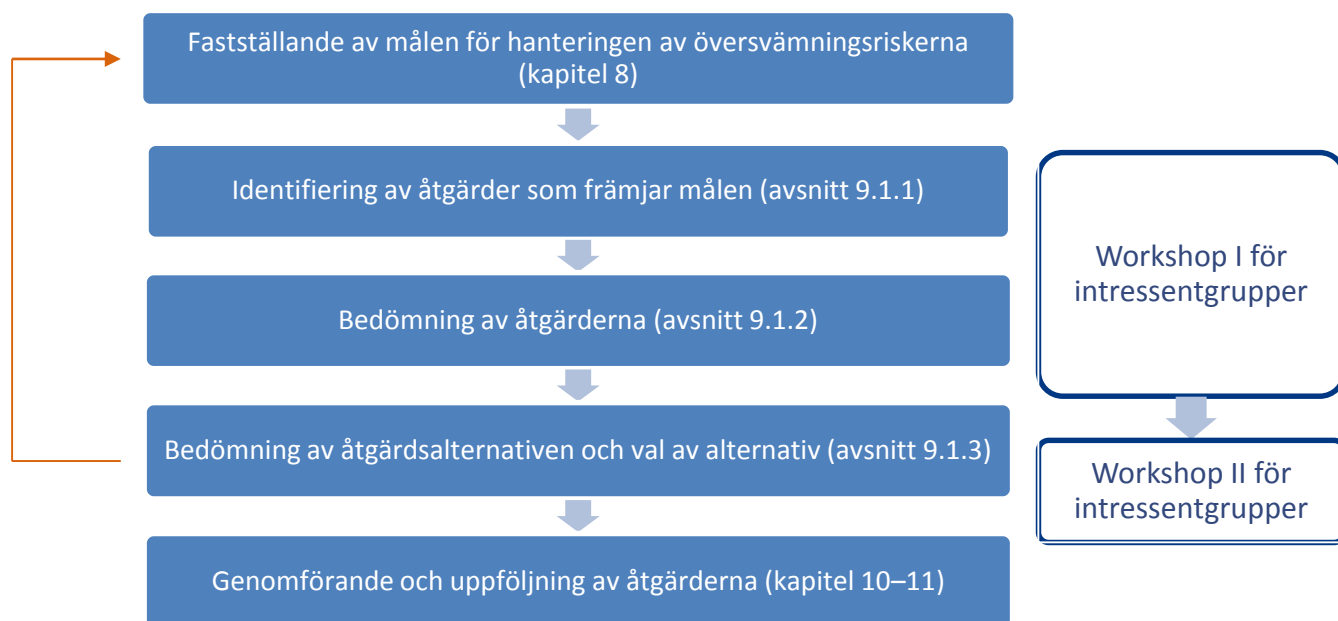 Fastställande av målen för hanteringen av översvämningsriskerna
(kapitel 8)
Identifiering av åtgärder som främjar målen (avsnitt 9.1.1)
Bedömning av åtgärderna (avsnitt 9.1.2)
Bedömning av åtgärdsalternativen och val av alternativ (avsnitt 9.1.3)
Genomförande och uppföljning av åtgärderna (kapitel 10–11)
Workshop I för
intressentgrupper
Workshop II för
intressentgrupper